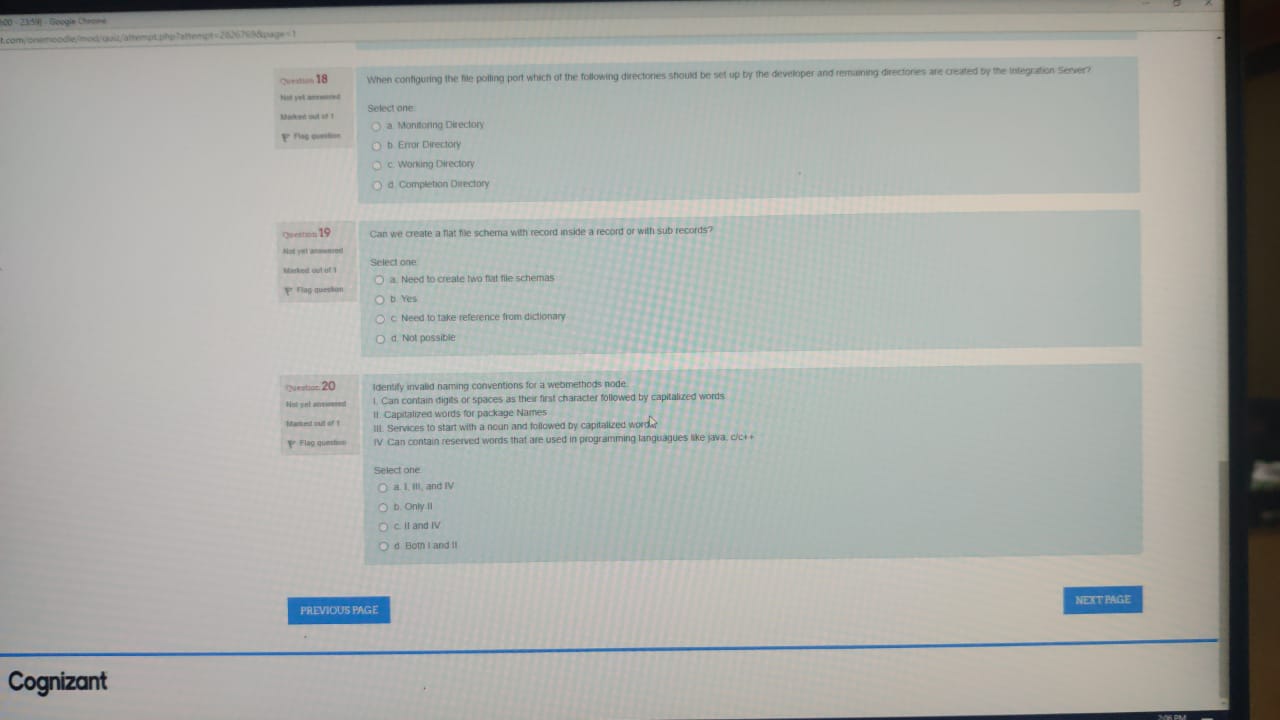 :00 - 23:59) - Google Chrome
t.com/onemoodle/mod/quiz/attempt.php?attempt=2626769&page=1
Question 18
Not yet answered
Marked out of 1
Flag question
When configuring the file polling port which of the following directories should be set up by the developer and remaining directories are created by the Integration Server?
Select one:
a. Monitoring Directory
b. Error Directory
c. Working Directory
d. Completion Directory
Question 19
Not yet answered
Marked out of 1
Flag question
Can we create a flat file schema with record inside a record or with sub records?
Select one:
a. Need to create two flat file schemas
b. Yes
c. Need to take reference from dictionary
d. Not possible
Question 20
Not yet answered
Marked out of 1
Flag question
Identify invalid naming conventions for a webmethods node.
I. Can contain digits or spaces as their first character followed by capitalized words
II. Capitalized words for package Names
III. Services to start with a noun and followed by capitalized words
IV. Can contain reserved words that are used in programming languagues like java, c/c++
Select one:
a. I, III, and IV
b. Only II
c. II and IV
d. Both I and II
PREVIOUS PAGE
NEXT PAGE
Cognizant
2:06 PM